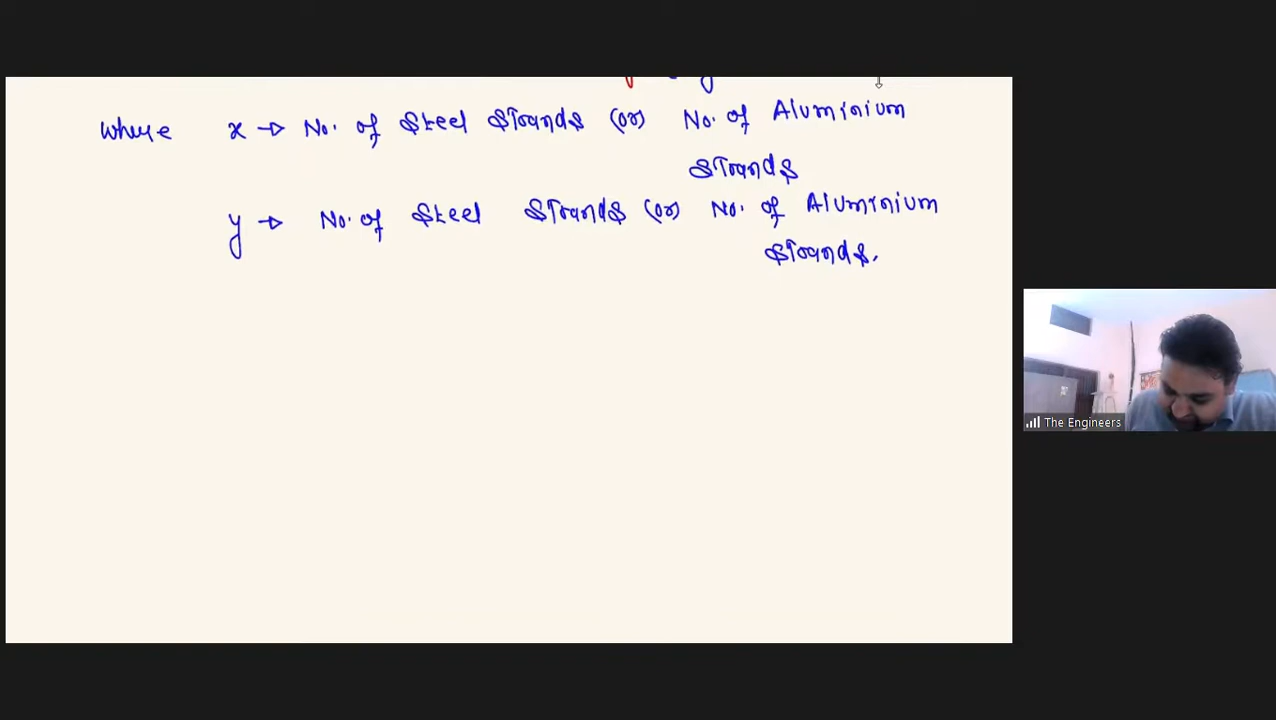 where x → No. of Steel Strands (or) No. of Aluminium
Strands
y → No. of Steel Strands (or) No. of Aluminium
Strands.
The Engineers